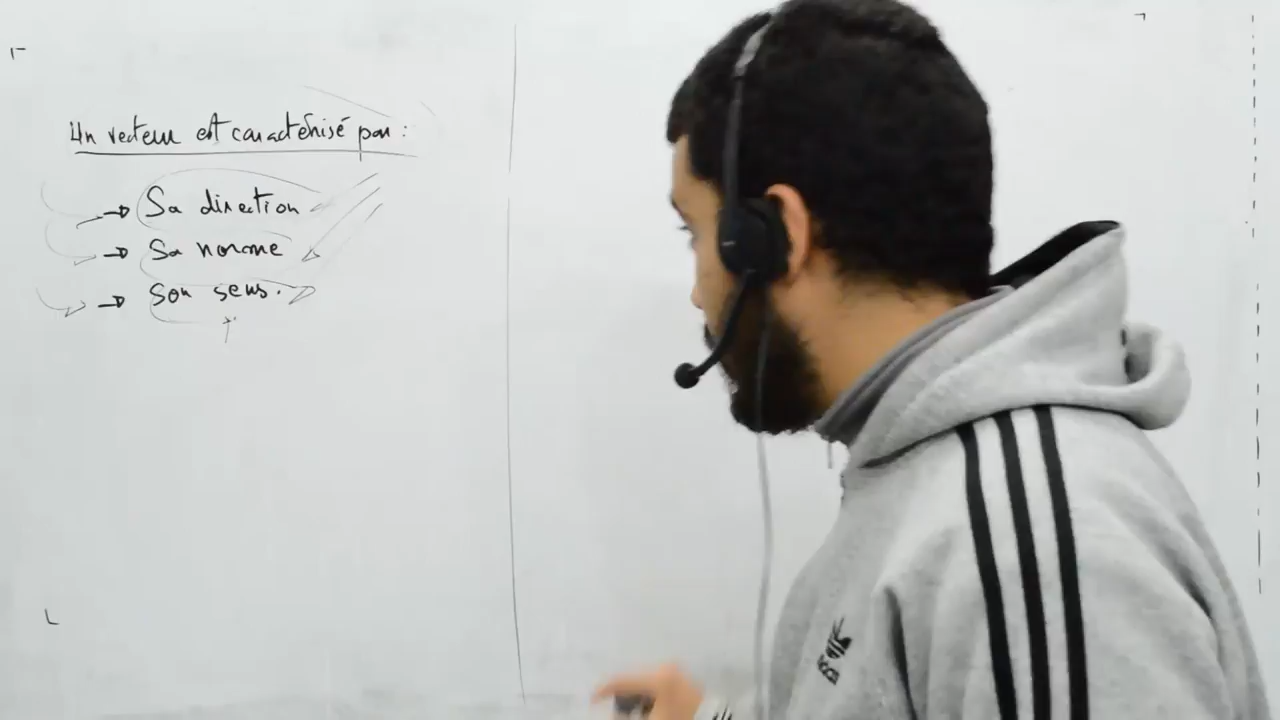 Un vecteur est caractérisé par :
→ Sa direction
→ Sa norme
→ Son sens.